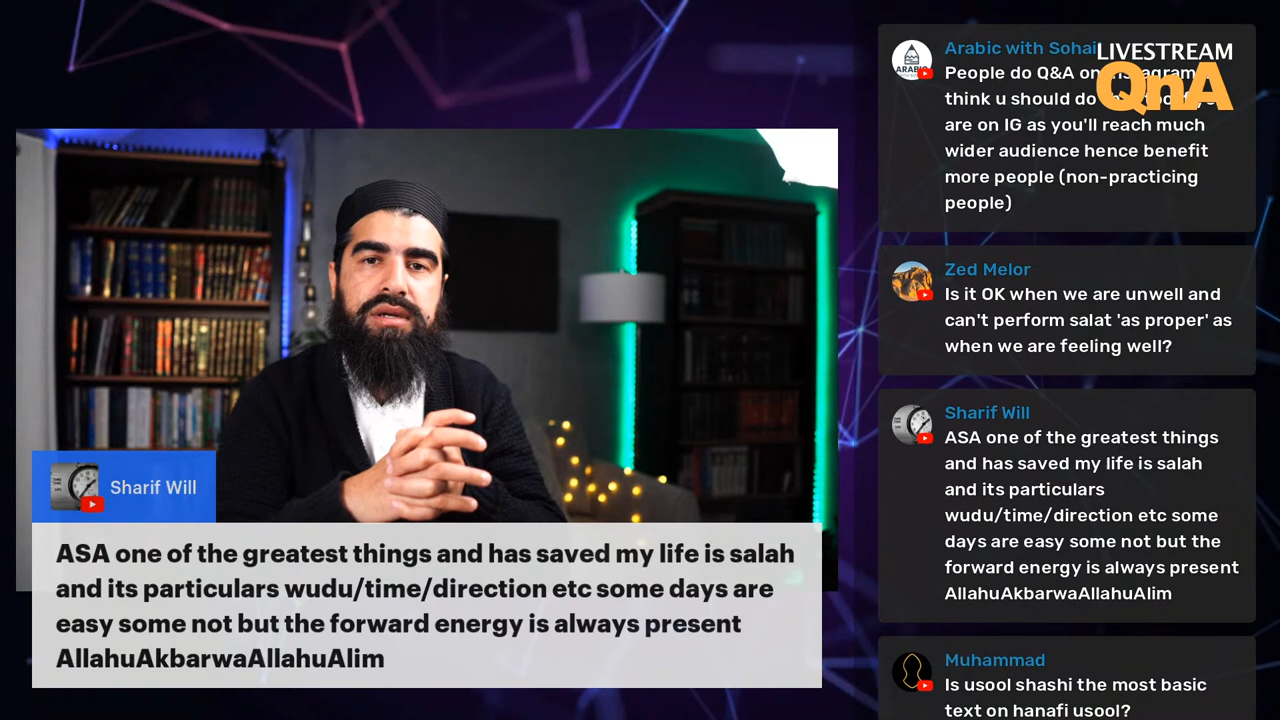 Sharif Will
ASA one of the greatest things and has saved my life is salah
and its particulars wudu/time/direction etc some days are
easy some not but the forward energy is always present
AllahuAkbarwaAllahuAlim
LIVESTREAM
QnA
Arabic with Sohai
People do Q&A on
think u should do
are on IG as you'll reach much
wider audience hence benefit
more people (non-practicing
people)
Zed Melor
Is it OK when we are unwell and
can't perform salat 'as proper' as
when we are feeling well?
Sharif Will
ASA one of the greatest things
and has saved my life is salah
and its particulars
wudu/time/direction etc some
days are easy some not but the
forward energy is always present
AllahuAkbarwaAllahuAlim
Muhammad
Is usool shashi the most basic
text on hanafi usool?